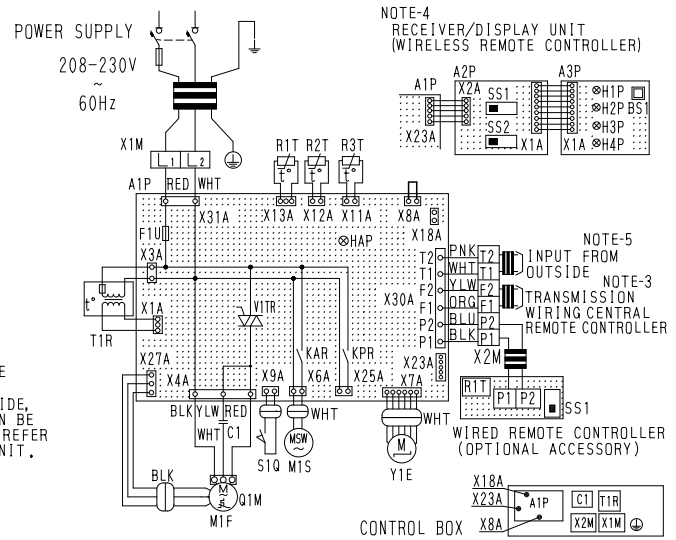 NOTE-4
RECEIVER/DISPLAY UNIT
(WIRELESS REMOTE CONTROLLER)
POWER SUPPLY
208-230V
~
60Hz
A1P
X23A
A2P
X2A
SS1
SS2
X1A
A3P
X1A
H1P
H2P
H3P
H4P
BS1
X1M
L1
L2
A1P
RED
WHT
R1T
R2T
R3T
t°
t°
t°
X31A
X13A
X12A
X11A
X8A
X18A
F1U
HAP
X3A
t°
T1R
X1A
V1TR
X30A
T2
T1
F2
F1
P2
P1
PNK
WHT
YLW
ORG
BLU
BLK
T2
T1
F2
F1
P2
P1
X2M
NOTE-5
INPUT FROM
OUTSIDE
NOTE-3
TRANSMISSION
WIRING CENTRAL
REMOTE CONTROLLER
KAR
KPR
X27A
X4A
X9A
X6A
X25A
X23A
X7A
E
IDE,
N BE
REFER
NIT.
BLK
YLW
RED
WHT
C1
WHT
MSW
S1Q
M1S
WHT
M
Y1E
BLK
M
Q1M
M1F
R1T
P1
P2
SS1
WIRED REMOTE CONTROLLER
(OPTIONAL ACCESSORY)
CONTROL BOX
X18A
X23A
X8A
A1P
C1
T1R
X2M
X1M